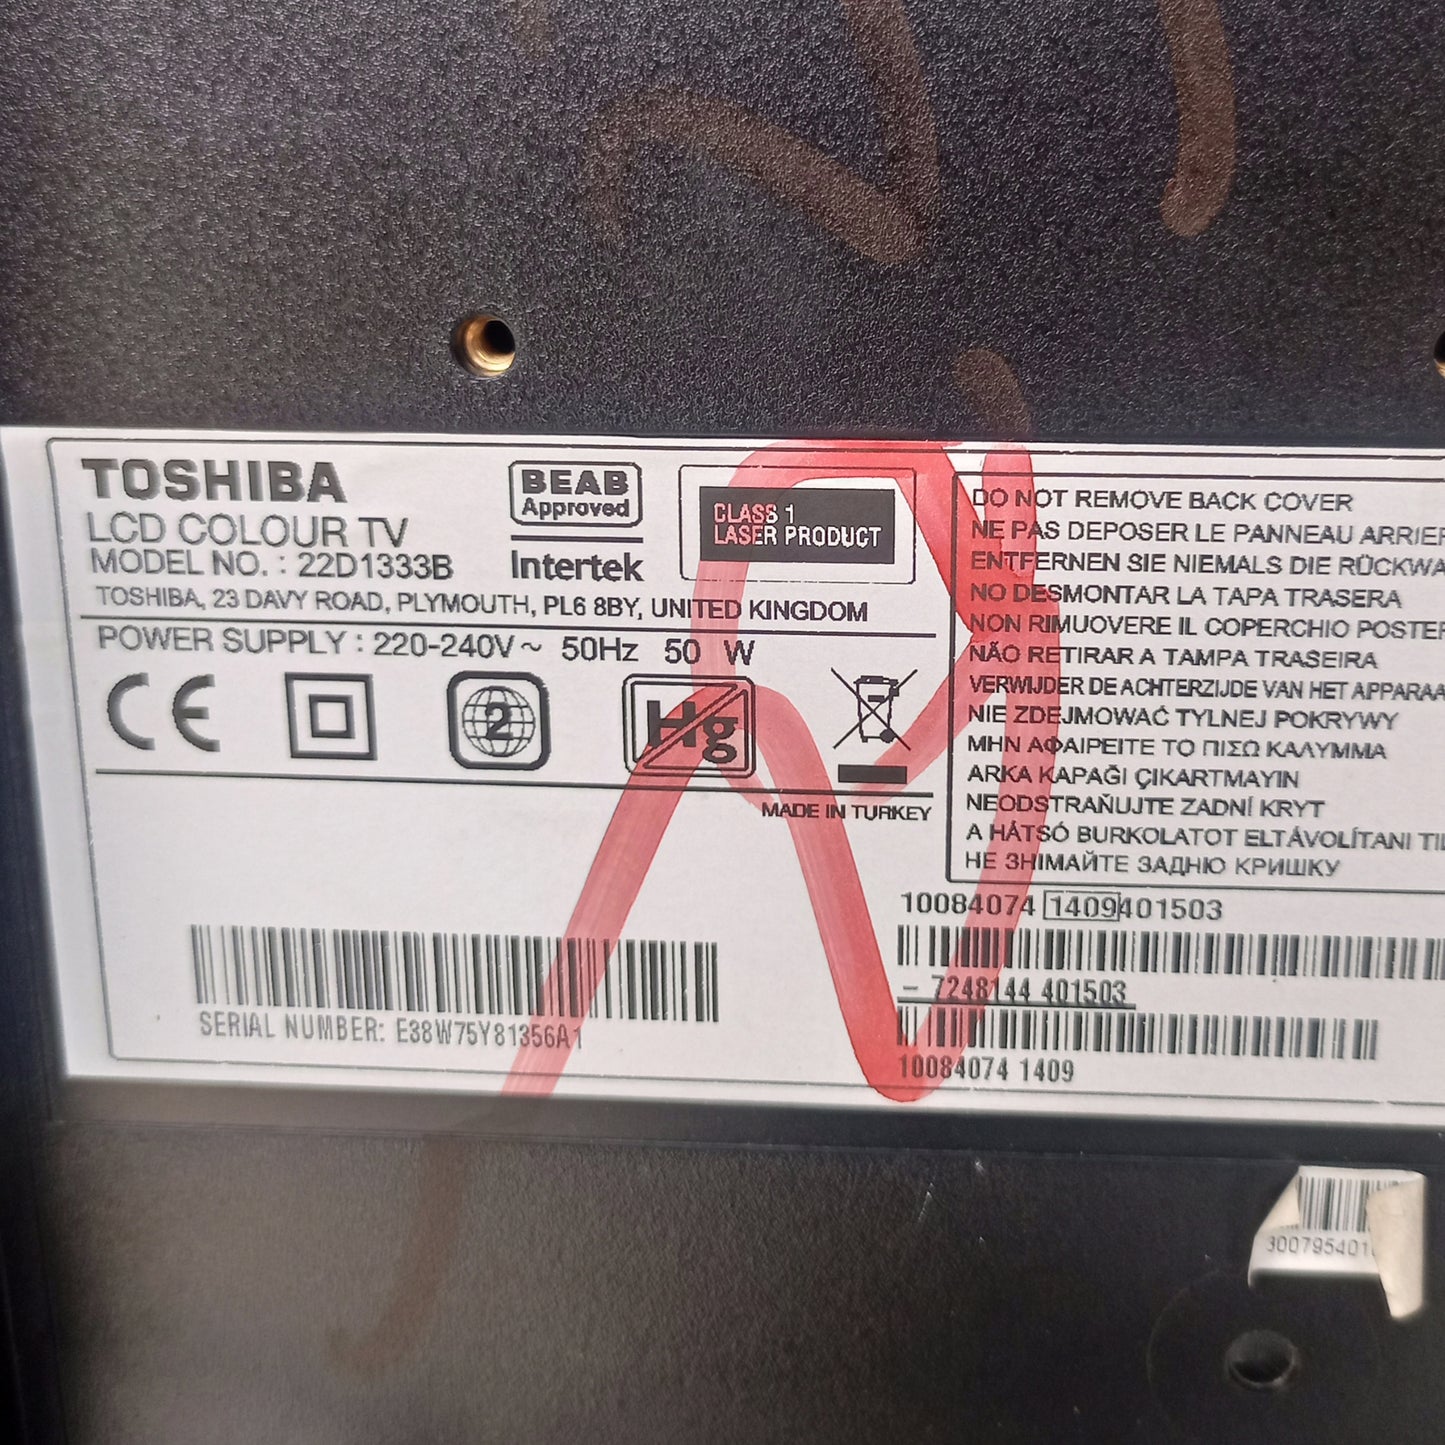 TOSHIBA
LCD COLOUR TV
MODEL NO. : 22D1333B
TOSHIBA, 23 DAVY ROAD, PLYMOUTH, PL6 8BY, UNITED KINGDOM
BEAB
Approved
Intertek
CLASS 1
LASER PRODUCT
POWER SUPPLY : 220-240V~ 50Hz 50 W
CE
2
Hg
MADE IN TURKEY
SERIAL NUMBER: E38W75Y81356A1
DO NOT REMOVE BACK COVER
NE PAS DEPOSER LE PANNEAU ARRIER
ENTFERNEN SIE NIEMALS DIE RÜCKWA
NO DESMONTAR LA TAPA TRASERA
NON RIMUOVERE IL COPERCHIO POSTER
NÃO RETIRAR A TAMPA TRASEIRA
VERWIJDER DE ACHTERZIJDE VAN HET APPARAA
NIE ZDEJMOWAĆ TYLNEJ POKRYWY
ΜΗΝ ΑΦΑΙΡΕΙΤΕ ΤΟ ΠΙΣΩ ΚΑΛΥΜΜΑ
ARKA KAPAĞI ÇIKARTMAYIN
NEODSTRAŇUJTE ZADNÍ KRYT
A HÁTSÓ BURKOLATOT ELTÁVOLÍTANI TIL
НЕ ЗНІМАЙТЕ ЗАДНЮ КРИШКУ
10084074 1409 401503
- 7248144 401503
10084074 1409
300795401